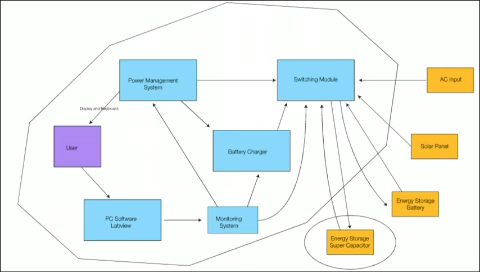 Power Management
System
Switching Module
AC Input
Display and Keyboard
User
Battery Charger
Solar Panel
PC Software
Labview
Monitoring
System
Energy Storage
Battery
Energy Storage
Super Capacitor